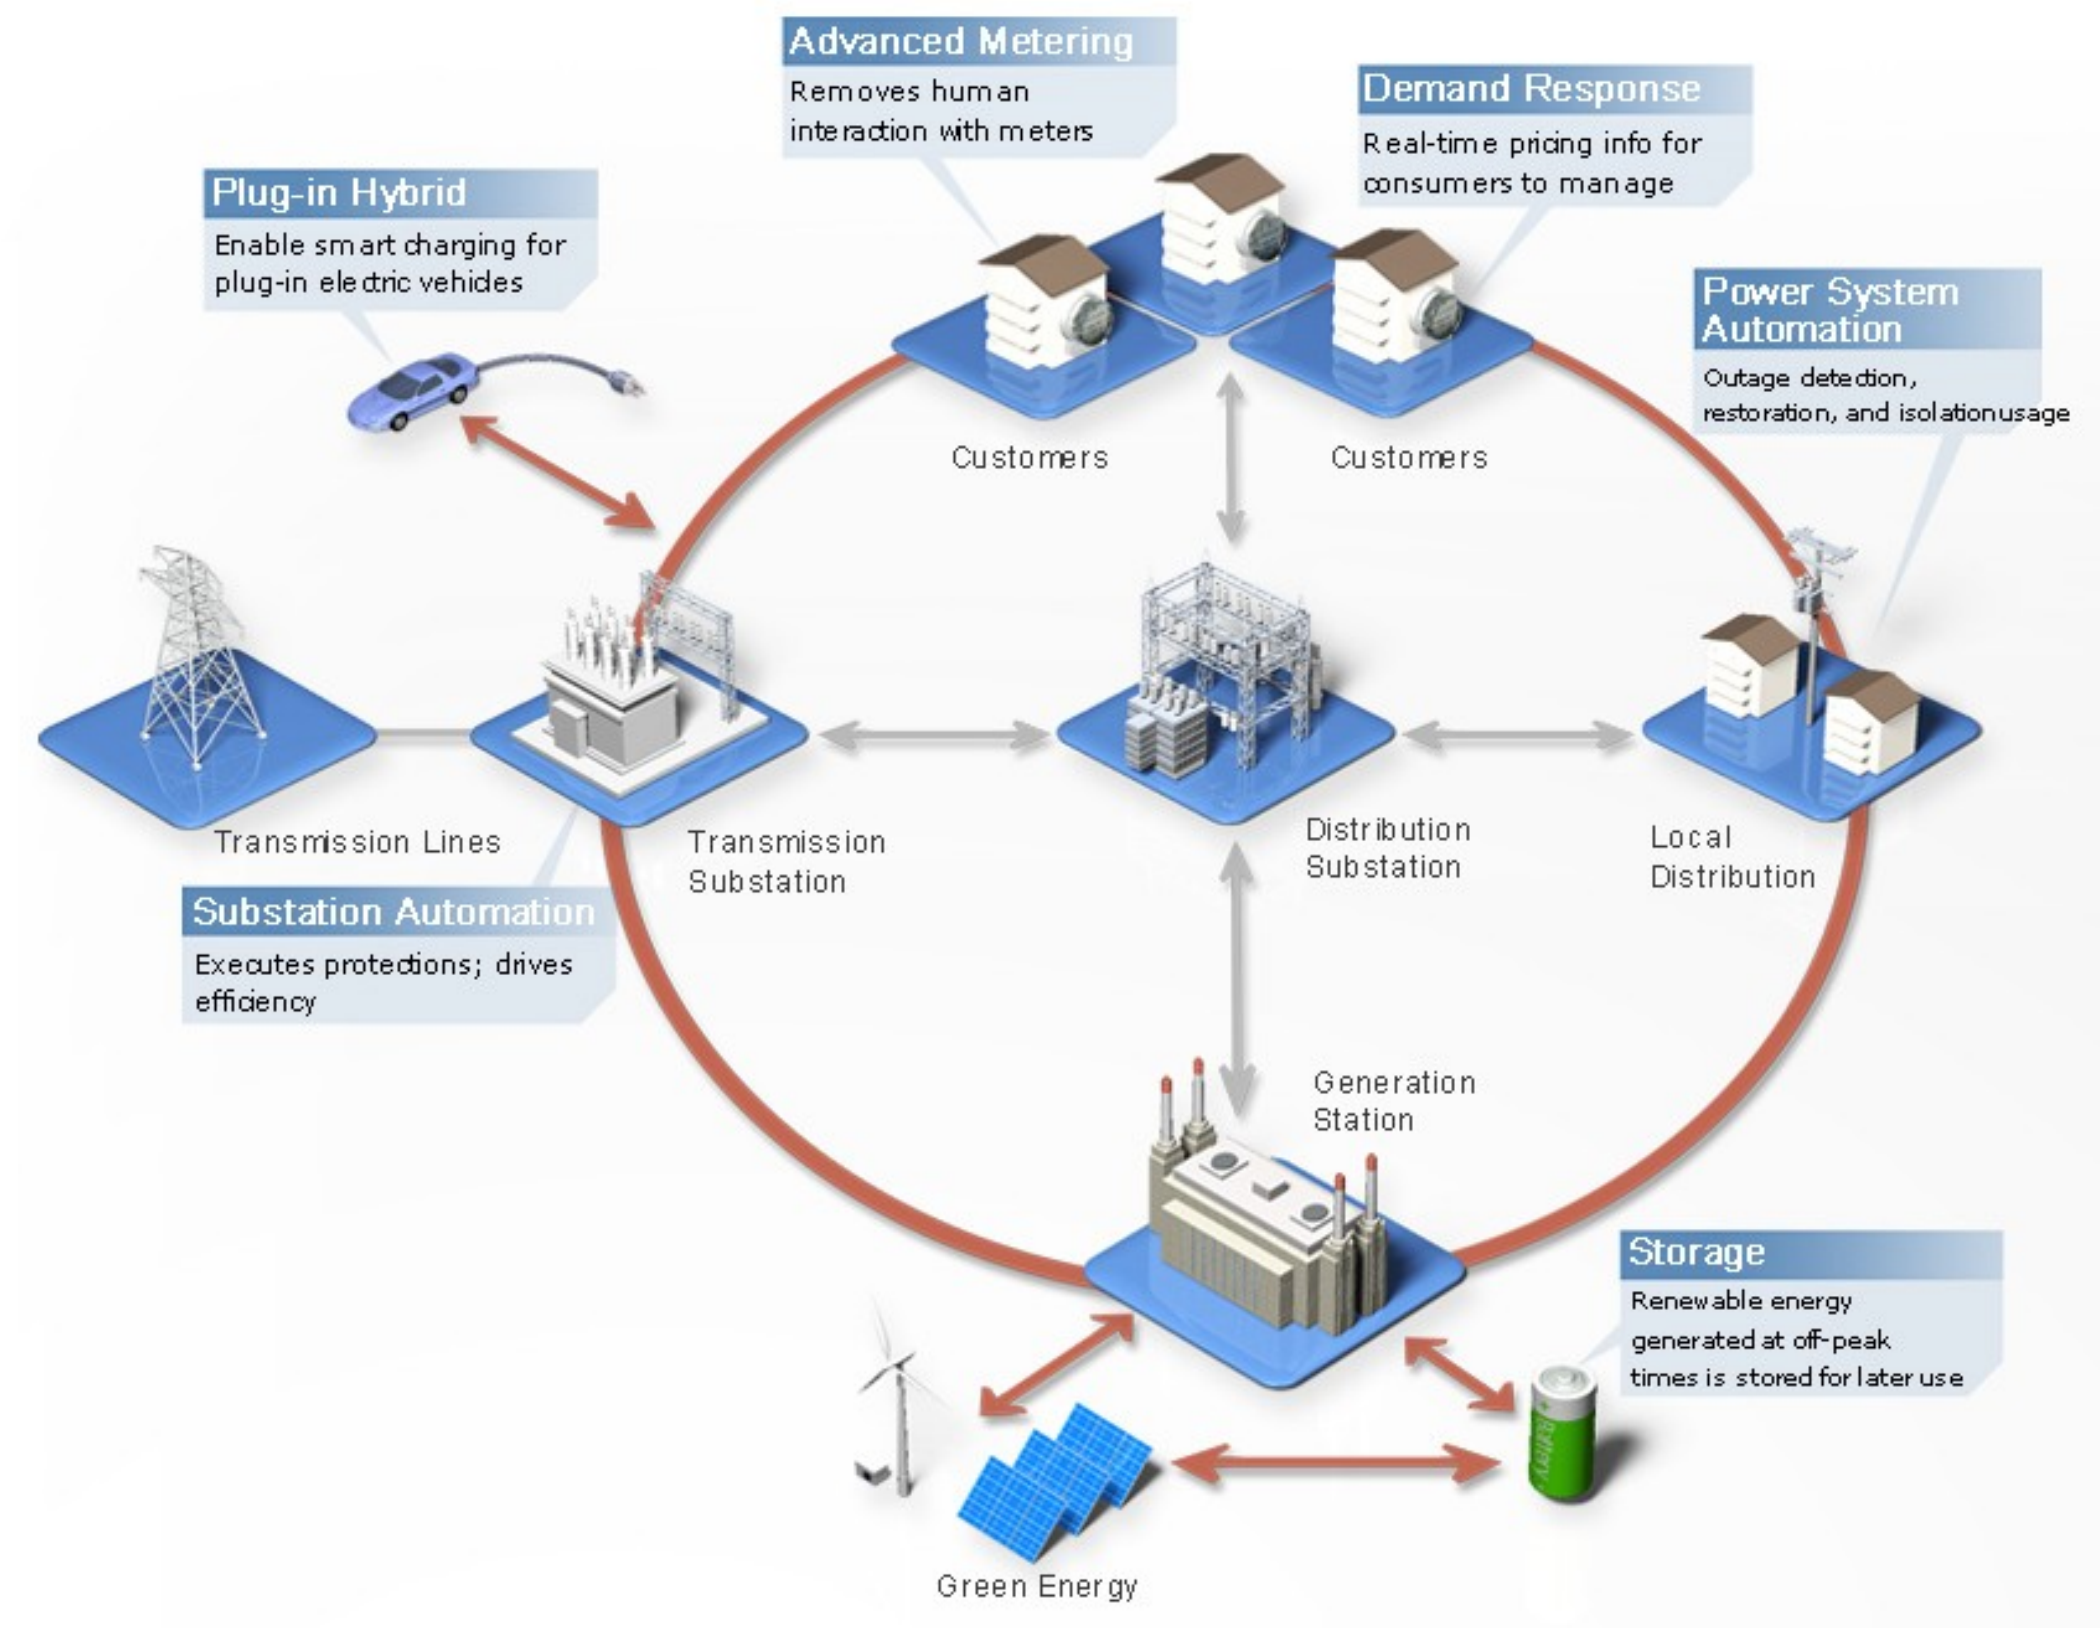 Advanced Metering
Removes human
interaction with meters
Demand Response
Real-time pricing info for
consumers to manage
Plug-in Hybrid
Enable smart charging for
plug-in electric vehicles
Power System
Automation
Outage detection,
restoration, and isolationusage
Customers
Customers
Transmission Lines
Transmission
Substation
Distribution
Substation
Local
Distribution
Substation Automation
Executes protections; drives
efficiency
Generation
Station
Storage
Renewable energy
generated at off-peak
times is stored for later use
+ Battery
Green Energy